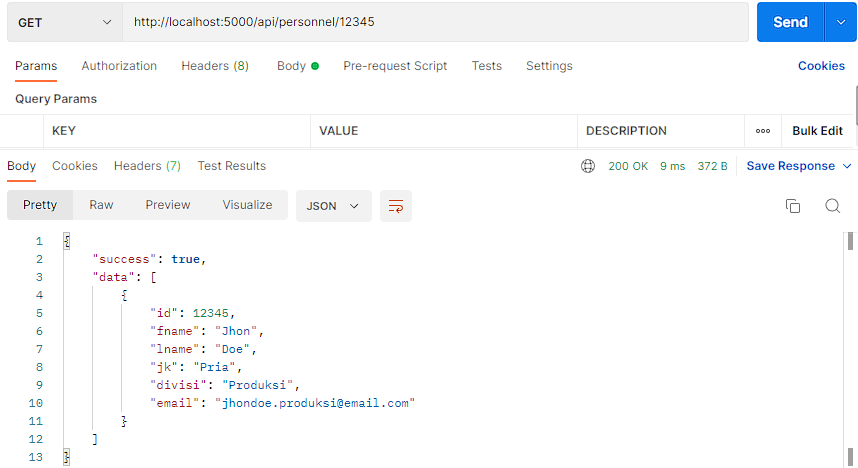 GET http://localhost:5000/api/personnel/12345 Send
Params Authorization Headers (8) Body Pre-request Script Tests Settings Cookies
Query Params
KEY VALUE DESCRIPTION Bulk Edit
Body Cookies Headers (7) Test Results 200 OK 9 ms 372 B Save Response
Pretty Raw Preview Visualize JSON
1 {
2 "success": true,
3 "data": [
4 {
5 "id": 12345,
6 "fname": "Jhon",
7 "lname": "Doe",
8 "jk": "Pria",
9 "divisi": "Produksi",
10 "email": "jhondoe.produksi@email.com"
11 }
12 ]
13 }